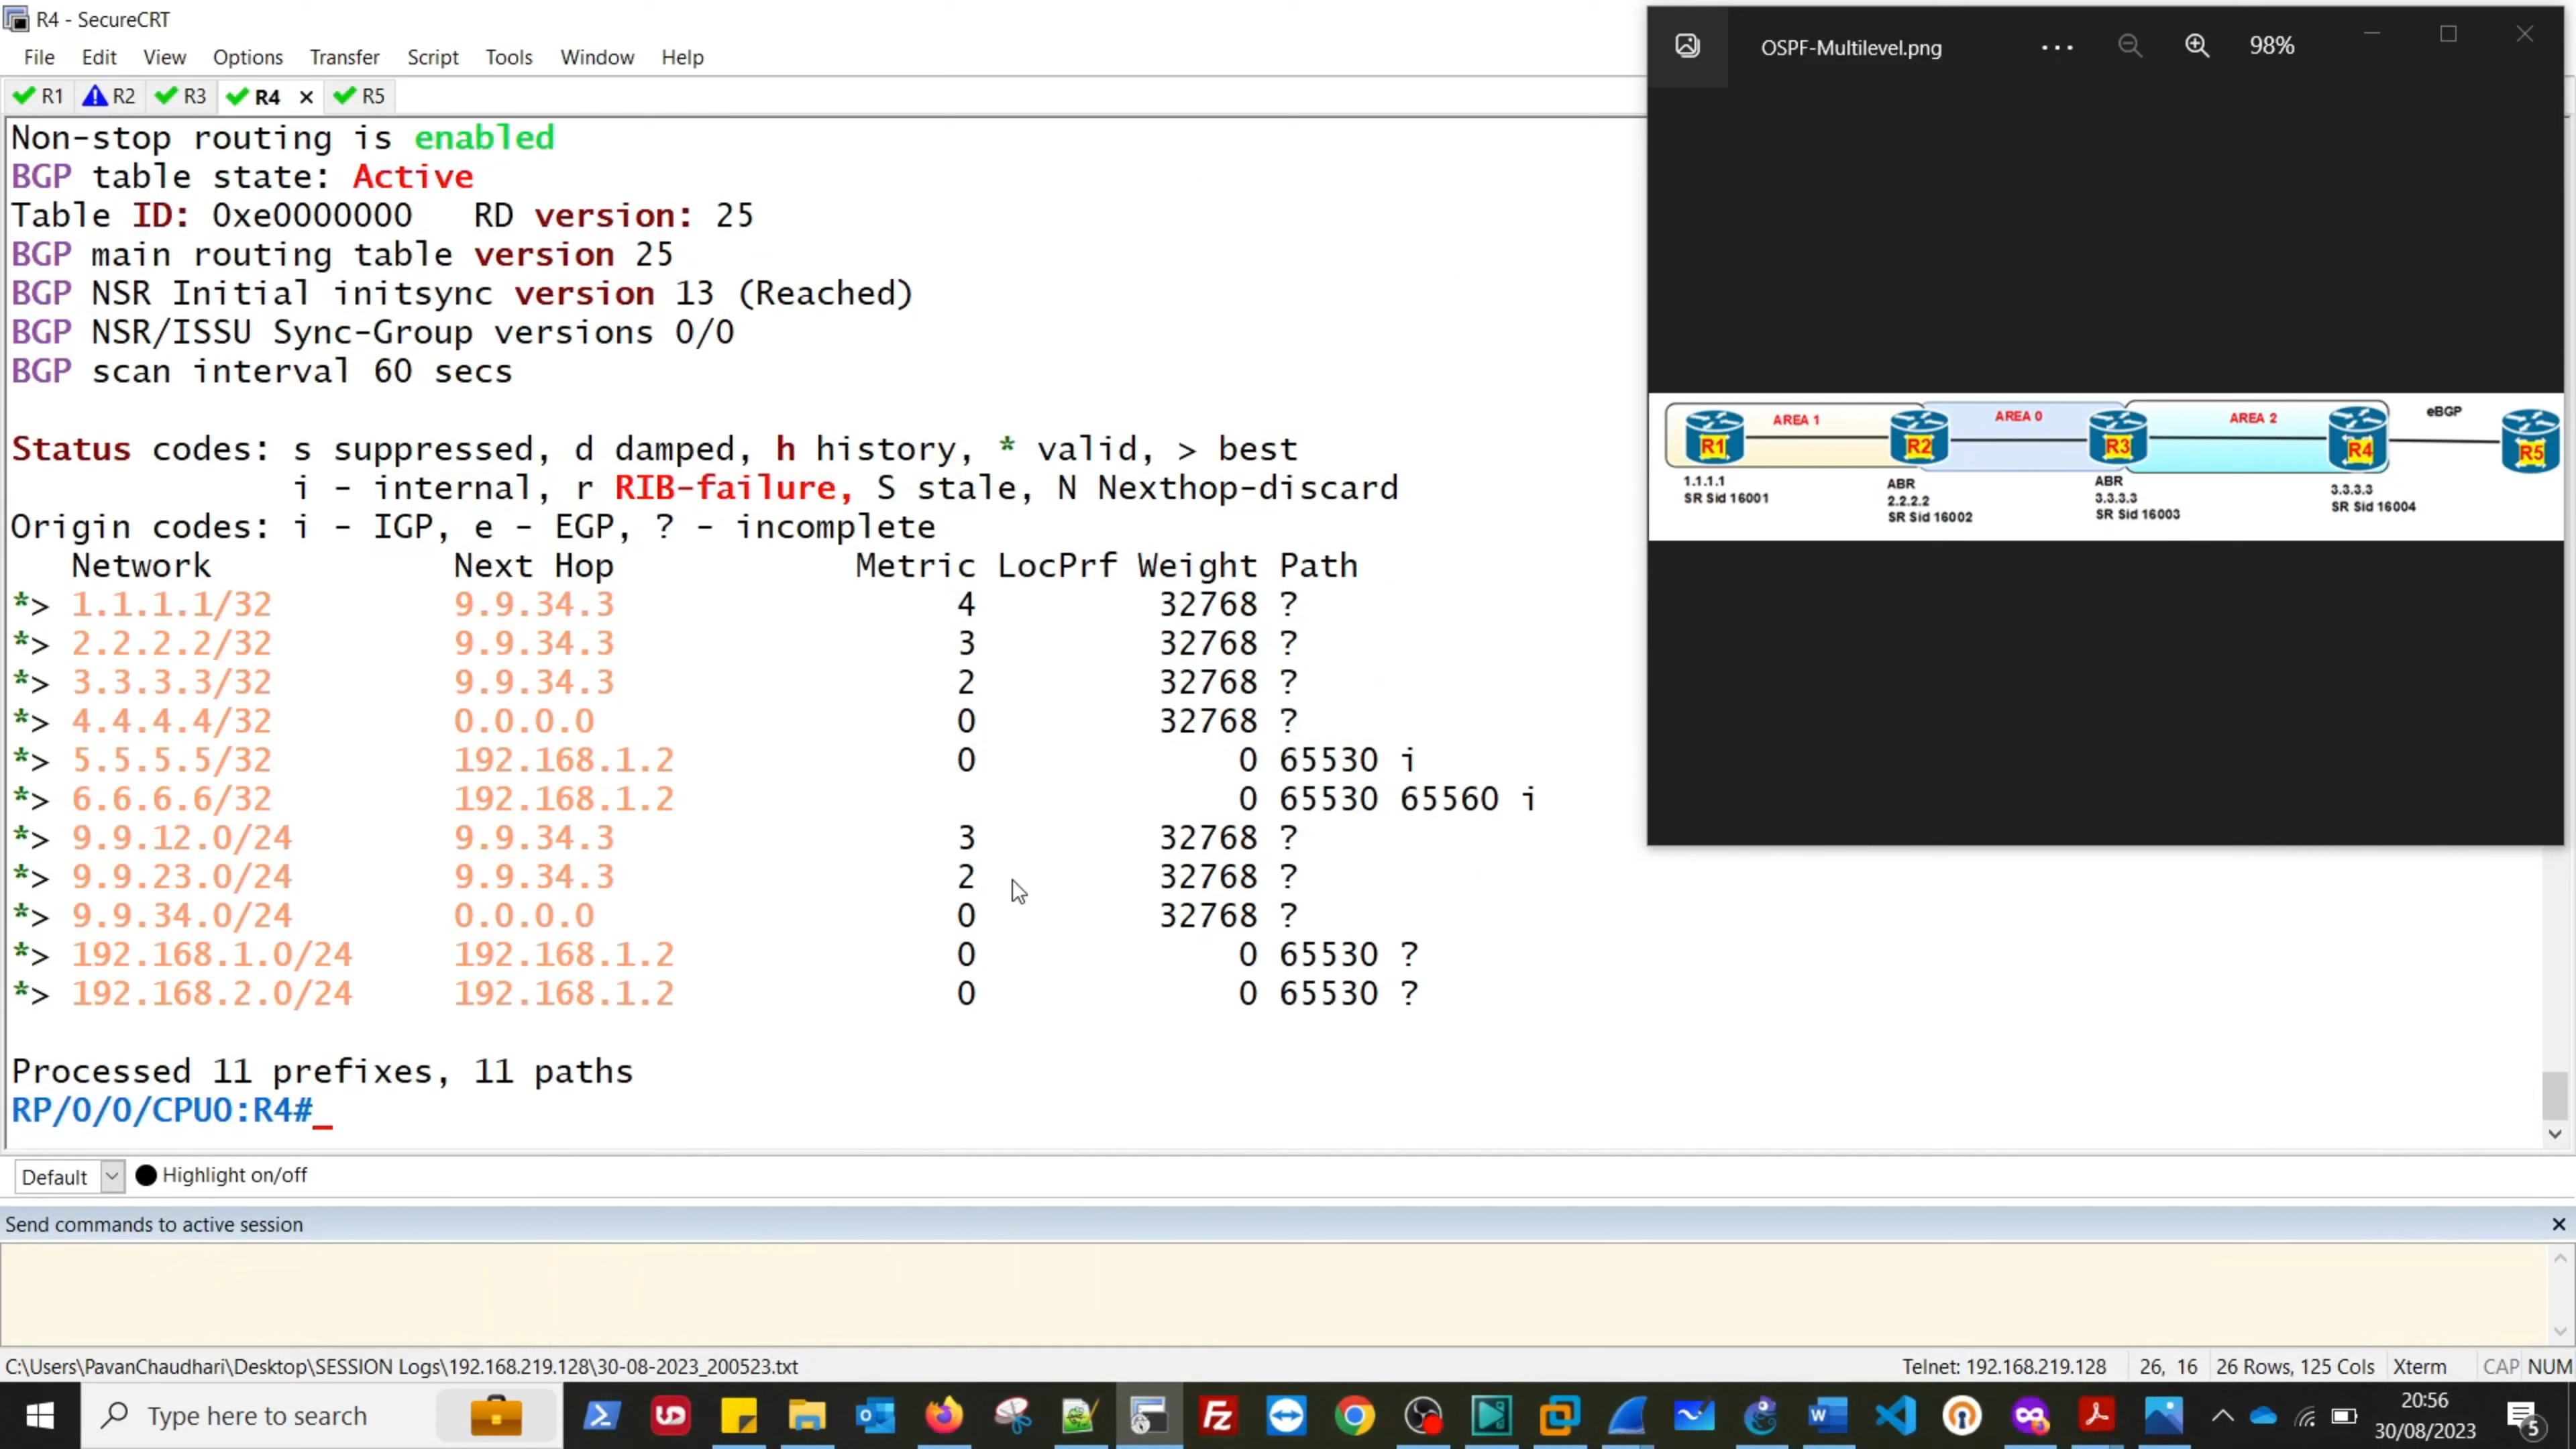 R4 - SecureCRT
File Edit View Options Transfer Script Tools Window Help
R1 R2 R3 R4 R5
Non-stop routing is enabled
BGP table state: Active
Table ID: 0xe0000000   RD version: 25
BGP main routing table version 25
BGP NSR Initial initsync version 13 (Reached)
BGP NSR/ISSU Sync-Group versions 0/0
BGP scan interval 60 secs
Status codes: s suppressed, d damped, h history, * valid, > best
i - internal, r RIB-failure, S stale, N Nexthop-discard
Origin codes: i - IGP, e - EGP, ? - incomplete
Network Next Hop Metric LocPrf Weight Path
*> 1.1.1.1/32 9.9.34.3 4 32768 ?
*> 2.2.2.2/32 9.9.34.3 3 32768 ?
*> 3.3.3.3/32 9.9.34.3 2 32768 ?
*> 4.4.4.4/32 0.0.0.0 0 32768 ?
*> 5.5.5.5/32 192.168.1.2 0 0 65530 i
*> 6.6.6.6/32 192.168.1.2 0 65530 65560 i
*> 9.9.12.0/24 9.9.34.3 3 32768 ?
*> 9.9.23.0/24 9.9.34.3 2 32768 ?
*> 9.9.34.0/24 0.0.0.0 0 32768 ?
*> 192.168.1.0/24 192.168.1.2 0 0 65530 ?
*> 192.168.2.0/24 192.168.1.2 0 0 65530 ?
Processed 11 prefixes, 11 paths
RP/0/0/CPU0:R4#_
OSPF-Multilevel.png ... 98%
AREA 1 AREA 0 AREA 2 eBGP
R1 R2 R3 R4 R5
1.1.1.1
SR Sid 16001
ABR
2.2.2.2
SR Sid 16002
ABR
3.3.3.3
SR Sid 16003
3.3.3.3
SR Sid 16004
Default Highlight on/off
Send commands to active session
C:\Users\PavanChaudhari\Desktop\SESSION Logs\192.168.219.128\30-08-2023_200523.txt Telnet: 192.168.219.128 26, 16 26 Rows, 125 Cols Xterm CAP NUM
Type here to search
20:56
30/08/2023
5